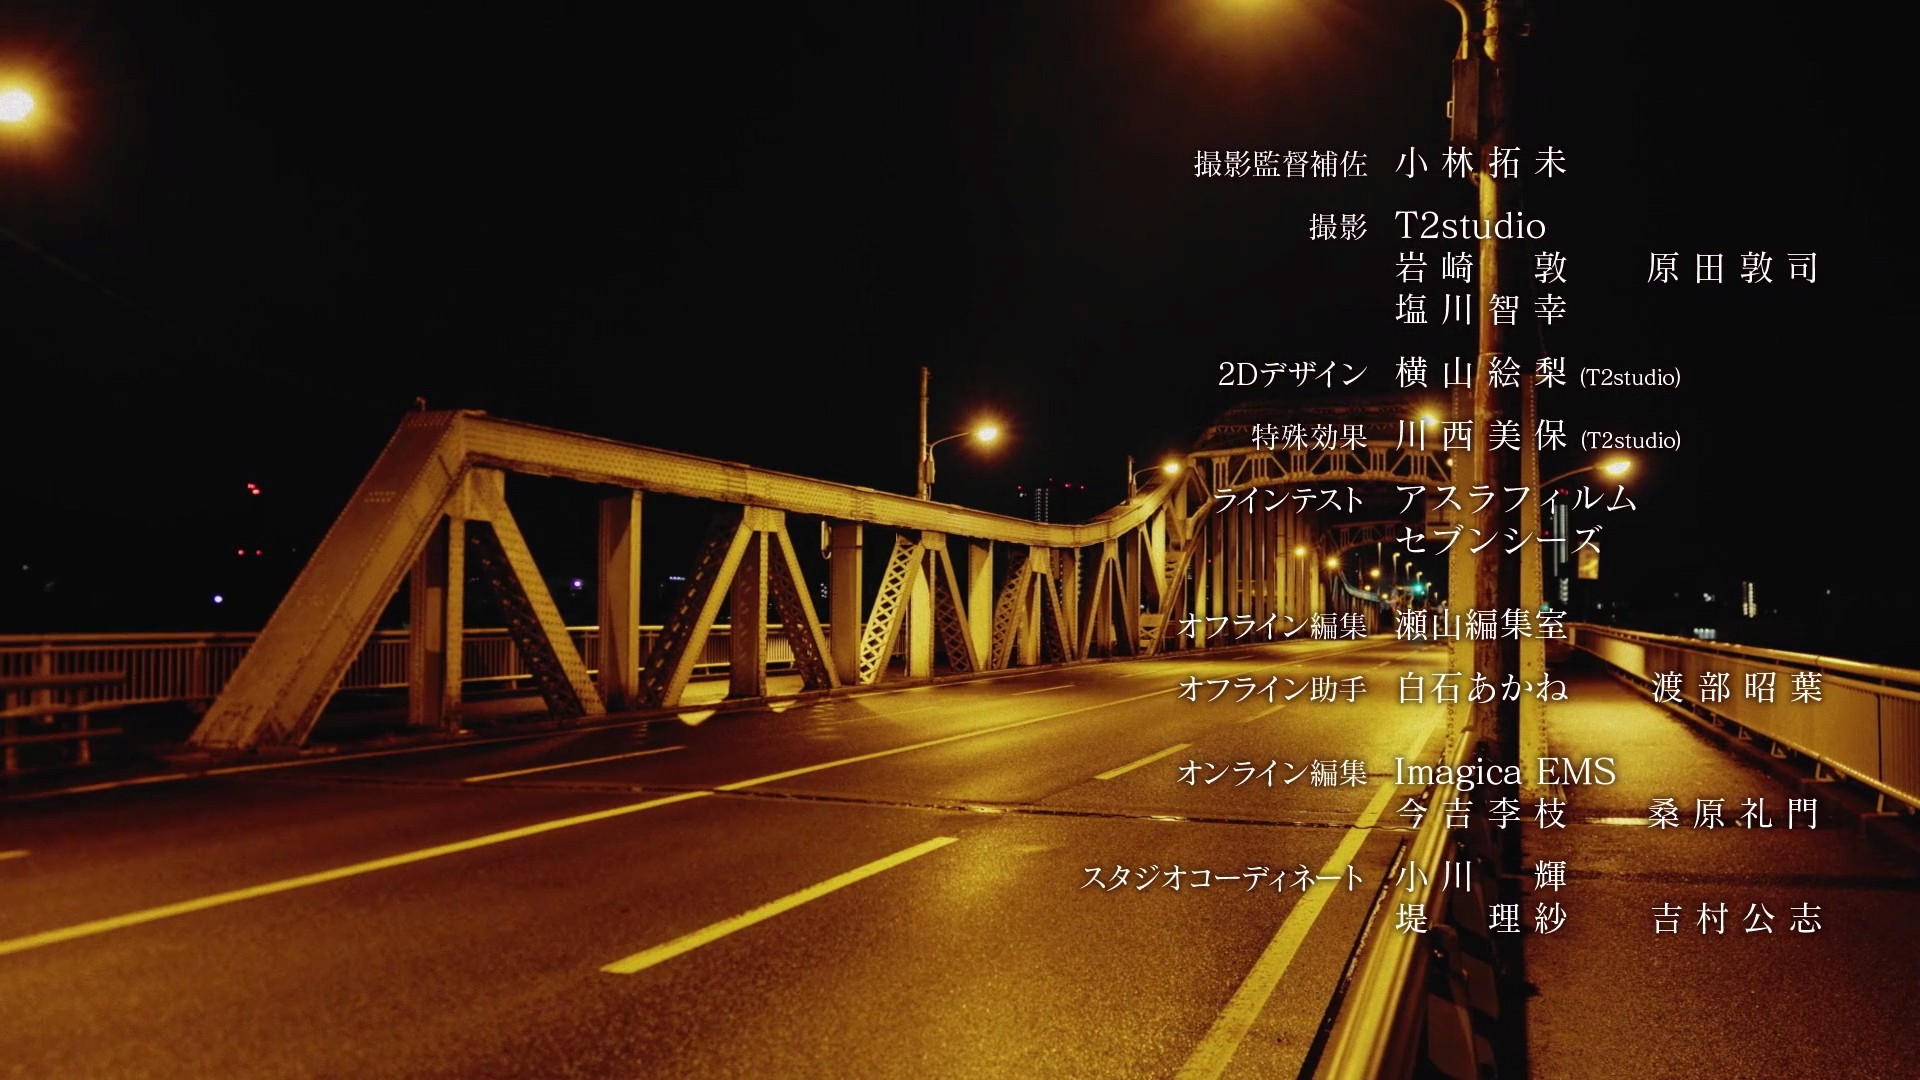 撮影監督補佐 小林拓未
撮影 T2studio
岩崎 敦 原田敦司
塩川智幸
2Dデザイン 横山絵梨 (T2studio)
特殊効果 川西美保 (T2studio)
ラインテスト アスラフィルム
セブンシーズ
オフライン編集 瀬山編集室
オフライン助手 白石あかね 渡部昭葉
オンライン編集 Imagica EMS
今吉李枝 桑原礼門
スタジオコーディネート 小川 輝
堤 理紗 吉村公志